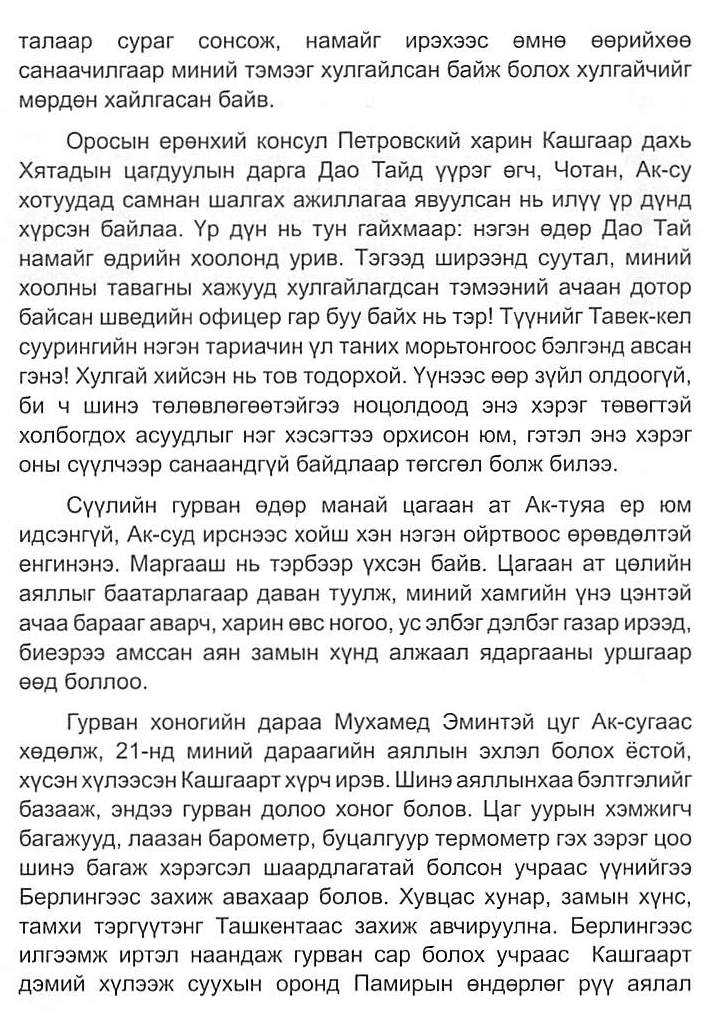 талаар сураг сонсож, намайг ирэхээс өмнө өөрийхөө
санаачилгаар миний тэмээг хулгайлсан байж болох хулгайчийг
мөрдөн хайлгасан байв.
Оросын ерөнхий консул Петровский харин Кашгаар дахь
Хятадын цагдуулын дарга Дао Тайд үүрэг өгч, Чотан, Ак-су
хотуудад самнан шалгах ажиллагаа явуулсан нь илүү үр дүнд
хүрсэн байлаа. Үр дүн нь тун гайхмаар: нэгэн өдөр Дао Тай
намайг өдрийн хоолонд урив. Тэгээд ширээнд суутал, миний
хоолны тавагны хажууд хулгайлагдсан тэмээний ачаан дотор
байсан шведийн офицер гар буу байх нь тэр! Түүнийг Тавек-кел
суурингийн нэгэн тариачин үл таних морьтонгоос бэлгэнд авсан
гэнэ! Хулгай хийсэн нь тов тодорхой. Үүнээс өөр зүйл олдоогүй,
би ч шинэ төлөвлөгөөтэйгээ ноцолдоод энэ хэрэг төвөгтэй
холбогдох асуудлыг нэг хэсэгтээ орхисон юм, гэтэл энэ хэрэг
оны сүүлчээр санаандгүй байдлаар төгсгөл болж билээ.
Сүүлийн гурван өдөр манай цагаан ат Ак-туяа ер юм
идсэнгүй, Ак-суд ирснээс хойш хэн нэгэн ойртвоос өрөвдөлтэй
енгинэнэ. Маргааш нь тэрбээр үхсэн байв. Цагаан ат цөлийн
аяллыг баатарлагаар даван туулж, миний хамгийн үнэ цэнтэй
ачаа барааг аварч, харин өвс ногоо, ус элбэг дэлбэг газар ирээд,
биеэрээ амссан аян замын хүнд алжаал ядаргааны уршгаар
өөд боллоо.
Гурван хоногийн дараа Мухамед Эминтэй цуг Ак-сугаас
хөдөлж, 21-нд миний дараагийн аяллын эхлэл болох ёстой,
хүсэн хүлээсэн Кашгаарт хүрч ирэв. Шинэ аяллынхаа бэлтгэлийг
базааж, эндээ гурван долоо хоног болов. Цаг уурын хэмжигч
багажууд, лаазан барометр, буцалгуур термометр гэх зэрэг цоо
шинэ багаж хэрэгсэл шаардлагатай болсон учраас үүнийгээ
Берлингээс захиж авахаар болов. Хувцас хунар, замын хүнс,
тамхи тэргүүтэнг Ташкентаас захиж авчируулна. Берлингээс
илгээмж иртэл наандаж гурван сар болох учраас Кашгаарт
дэмий хүлээж суухын оронд Памирын өндөрлөг рүү аялал